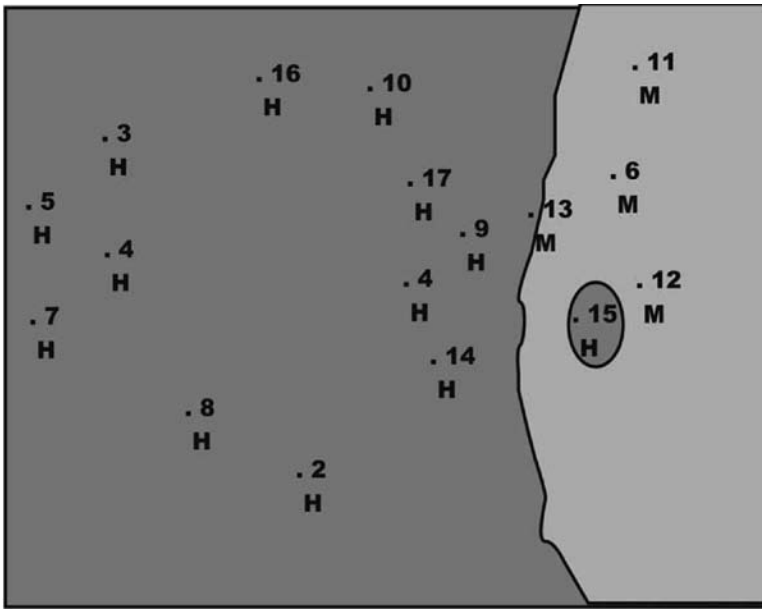 . 16
H
. 10
H
. 11
M
. 3
H
. 17
H
. 6
M
. 5
H
. 13
M
. 9
H
. 4
H
. 4
H
. 12
M
. 7
H
. 15
H
. 14
H
. 8
H
. 2
H